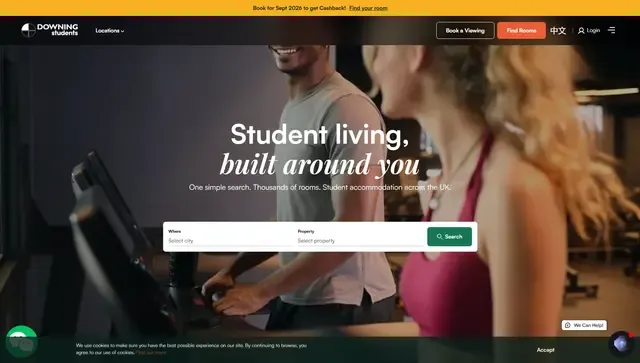 Book for Sept 2026 to get Cashback! Find your room
DOWNING
students
Locations
Book a Viewing
Find Rooms
中文
Login
Student living,
built around you
One simple search. Thousands of rooms. Student accommodation across the UK.
Where
Select city
Property
Select property
Search
We Can Help!
We use cookies to make sure you have the best possible experience on our site. By continuing to browse, you
agree to our use of cookies. Find out more
Accept